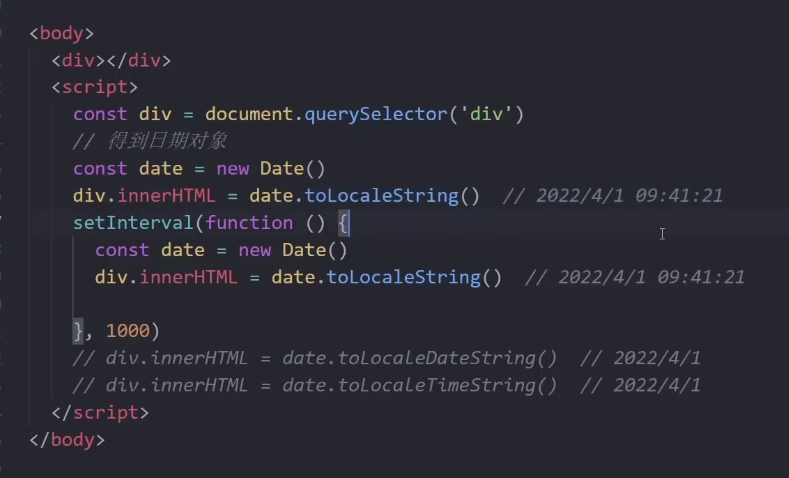 <body>
<div></div>
<script>
const div = document.querySelector('div')
// 得到日期对象
const date = new Date()
div.innerHTML = date.toLocaleString()  // 2022/4/1 09:41:21
setInterval(function () {
const date = new Date()
div.innerHTML = date.toLocaleString()  // 2022/4/1 09:41:21
}, 1000)
// div.innerHTML = date.toLocaleDateString()  // 2022/4/1
// div.innerHTML = date.toLocaleTimeString()  // 2022/4/1
</script>
</body>